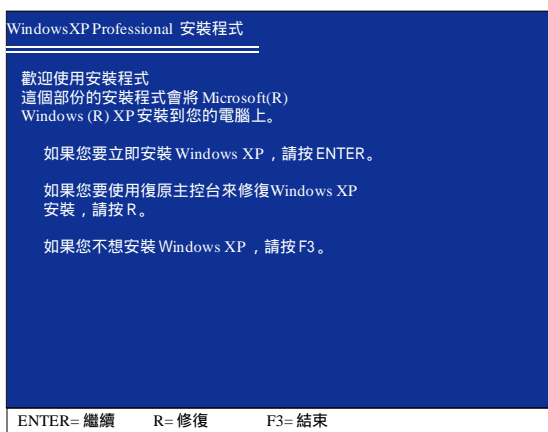 WindowsXP Professional 安裝程式
歡迎使用安裝程式
這個部份的安裝程式會將 Microsoft(R)
Windows (R) XP 安裝到您的電腦上。
如果您要立即安裝 Windows XP，請按 ENTER。
如果您要使用復原主控台來修復Windows XP
安裝，請按 R。
如果您不想安裝 Windows XP，請按 F3。
ENTER= 繼續 R= 修復 F3= 結束